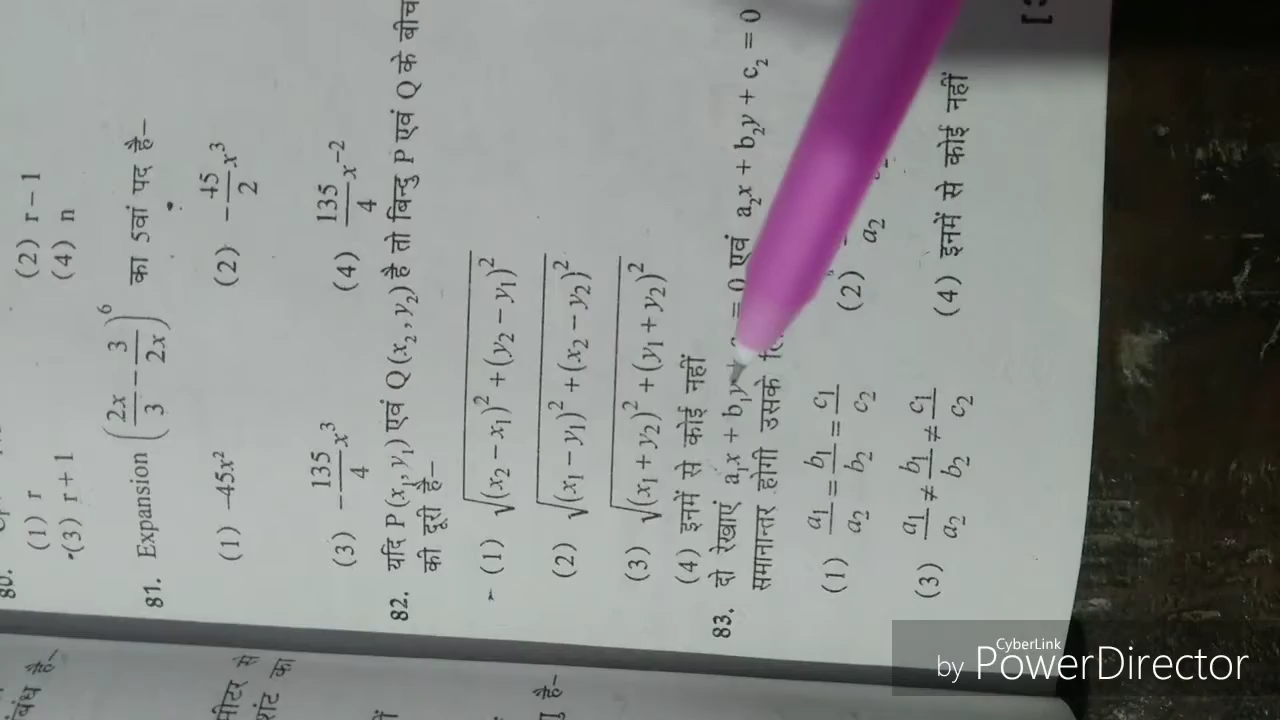 80.
(1) r (2) r – 1
(3) r + 1 (4) n
81. Expansion (2x/3 – 3/2x)^6 का 5वां पद है–
(1) –45x² (2) –45/2 x³
(3) –135/4 x³ (4) 135/4 x⁻²
82. यदि P(x₁, y₁) एवं Q(x₂, y₂) है तो बिन्दु P एवं Q के बीच
की दूरी है–
(1) √(x₂ – x₁)² + (y₂ – y₁)²
(2) √(x₁ – y₁)² + (x₂ – y₂)²
(3) √(x₁ + y₂)² + (y₁ + y₂)²
(4) इनमें से कोई नहीं
83. दो रेखाएं a₁x + b₁y = 0 एवं a₂x + b₂y + c₂ = 0
समानान्तर होगी उसके
(1) a₁/a₂ = b₁/b₂ = c₁/c₂ (2) a₂
(3) a₁/a₂ ≠ b₁/b₂ ≠ c₁/c₂ (4) इनमें से कोई नहीं
[
है–
मीटर से
शंट का
है–
CyberLink
by PowerDirector